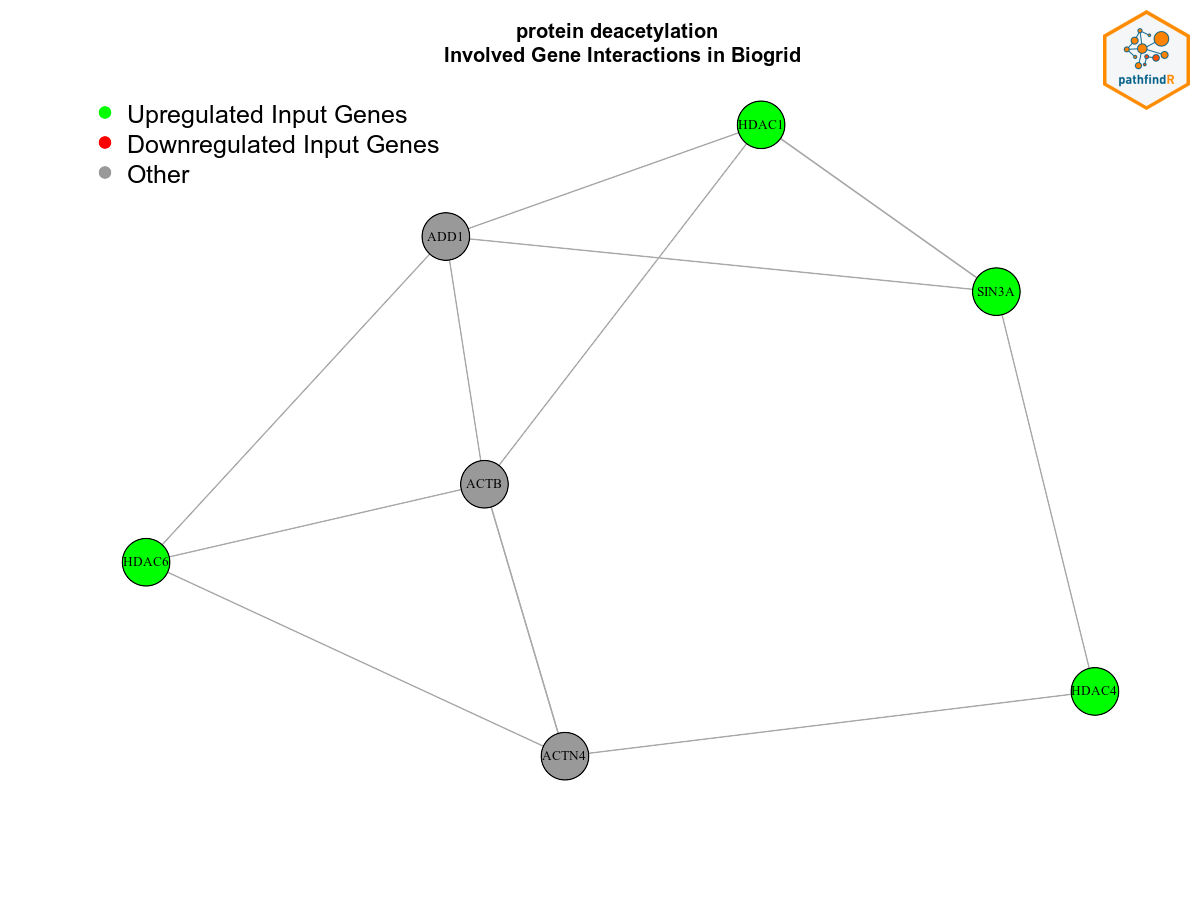 protein deacetylation
Involved Gene Interactions in Biogrid
pathfindR
Upregulated Input Genes
Downregulated Input Genes
Other
HDAC1
ADD1
SIN3A
ACTB
HDAC6
HDAC4
ACTN4